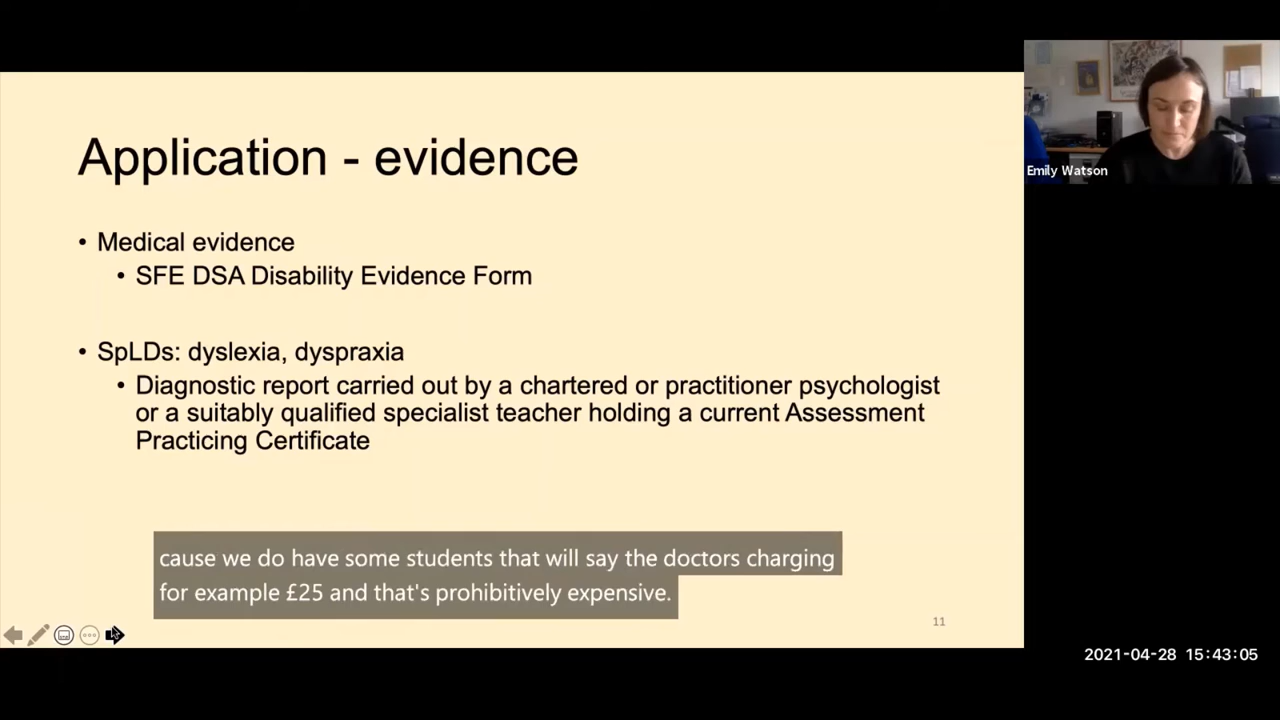 Application - evidence
• Medical evidence
• SFE DSA Disability Evidence Form
• SpLDs: dyslexia, dyspraxia
• Diagnostic report carried out by a chartered or practitioner psychologist
or a suitably qualified specialist teacher holding a current Assessment
Practicing Certificate
cause we do have some students that will say the doctors charging
for example £25 and that's prohibitively expensive.
11
Emily Watson
2021-04-28 15:43:05